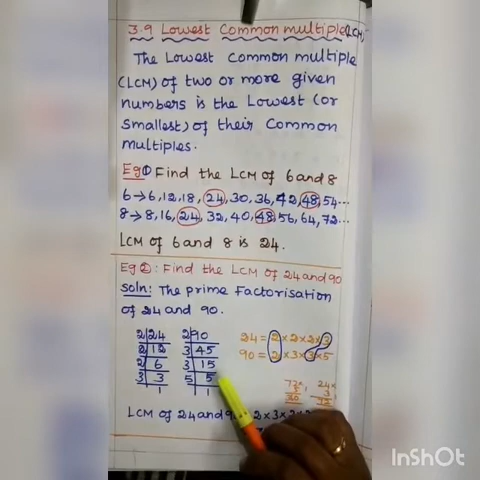 3.9 Lowest Common multiple (LCM)
The Lowest Common multiple
(LCM) of two or more given
numbers is the Lowest (or
Smallest) of their Common
multiples.
Eg① Find the LCM of 6 and 8
6→6,12,18,24,30,36,42,48,54...
8→8,16,24,32,40,48,56,64,72...
LCM of 6 and 8 is 24.
Eg②: Find the LCM of 24 and 90
Soln: The prime Factorisation
of 24 and 90.
2 24 2 90
2 12 3 45
2 6 3 15
3 3 5 5
1 1
24 = 2×2×2×3
90 = 2×3×3×5
LCM of 24 and 9 2×3×2×
InShOt